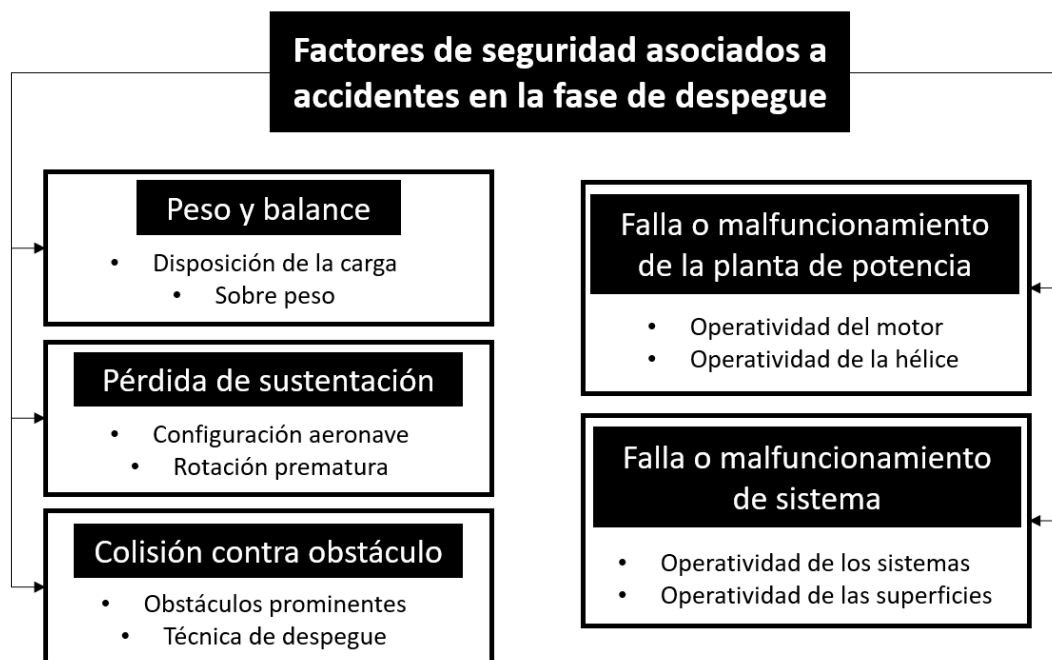 Factores de seguridad asociados a
accidentes en la fase de despegue
Peso y balance
• Disposición de la carga
• Sobre peso
Pérdida de sustentación
• Configuración aeronave
• Rotación prematura
Colisión contra obstáculo
• Obstáculos prominentes
• Técnica de despegue
Falla o malfuncionamiento
de la planta de potencia
• Operatividad del motor
• Operatividad de la hélice
Falla o malfuncionamiento
de sistema
• Operatividad de los sistemas
• Operatividad de las superficies